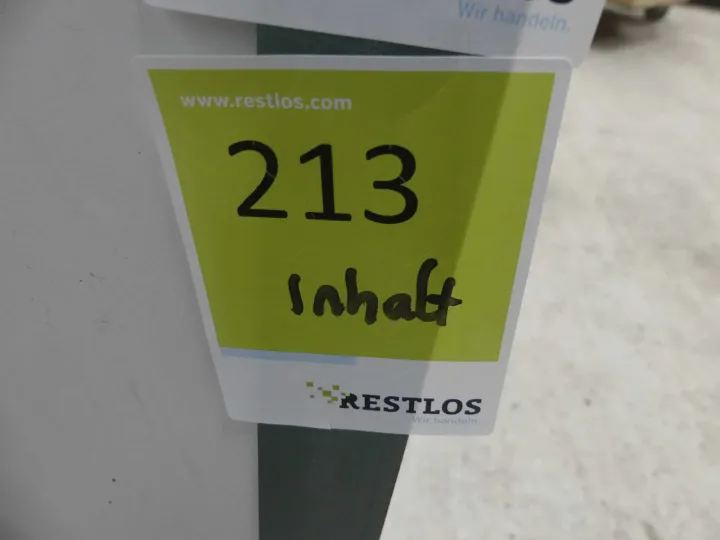 Wir handeln.
www.restlos.com
213
Inhalt
RESTLOS
Wir handeln.